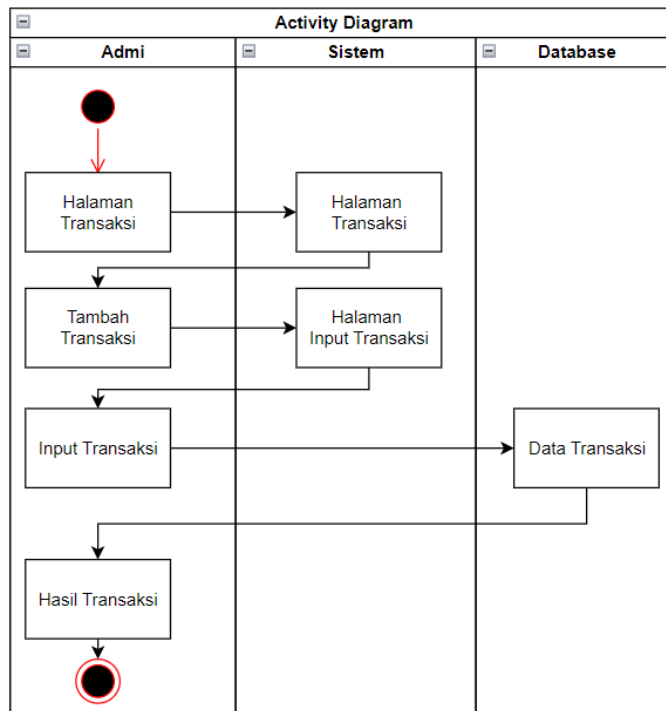 Activity Diagram
Admi
Sistem
Database
Halaman
Transaksi
Halaman
Transaksi
Tambah
Transaksi
Halaman
Input Transaksi
Input Transaksi
Data Transaksi
Hasil Transaksi